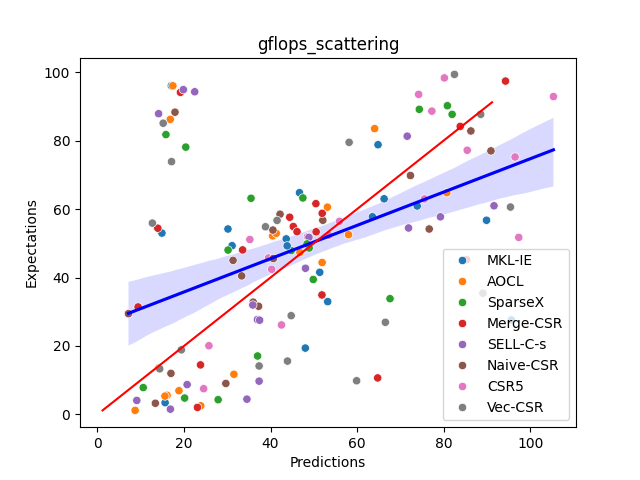 gflops_scattering
100
80
60
40
20
0
Expectations
0 20 40 60 80 100
Predictions
MKL-IE
AOCL
SparseX
Merge-CSR
SELL-C-s
Naive-CSR
CSR5
Vec-CSR